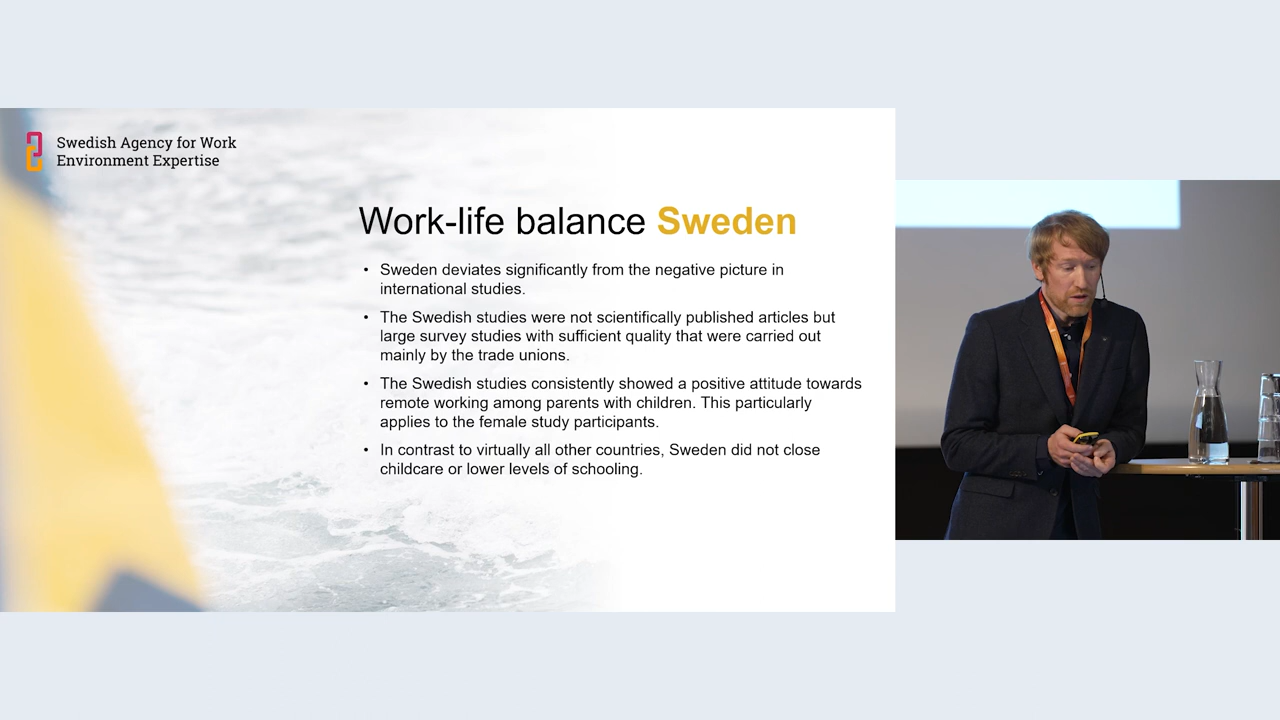 Swedish Agency for Work
Environment Expertise
Work-life balance Sweden
• Sweden deviates significantly from the negative picture in
international studies.
• The Swedish studies were not scientifically published articles but
large survey studies with sufficient quality that were carried out
mainly by the trade unions.
• The Swedish studies consistently showed a positive attitude towards
remote working among parents with children. This particularly
applies to the female study participants.
• In contrast to virtually all other countries, Sweden did not close
childcare or lower levels of schooling.